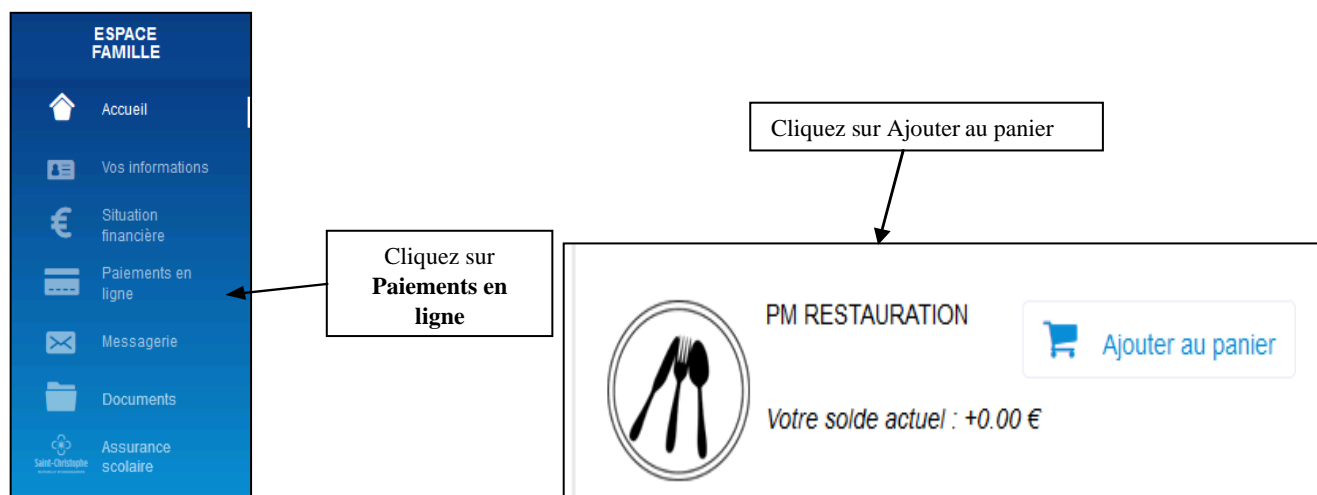 ESPACE
FAMILLE
Accueil
Vos informations
Situation
financière
Paiements en
ligne
Messagerie
Documents
Saint-Christophe
Assurance
scolaire
Cliquez sur
Paiements en
ligne
Cliquez sur Ajouter au panier
PM RESTAURATION
Ajouter au panier
Votre solde actuel : +0.00 €